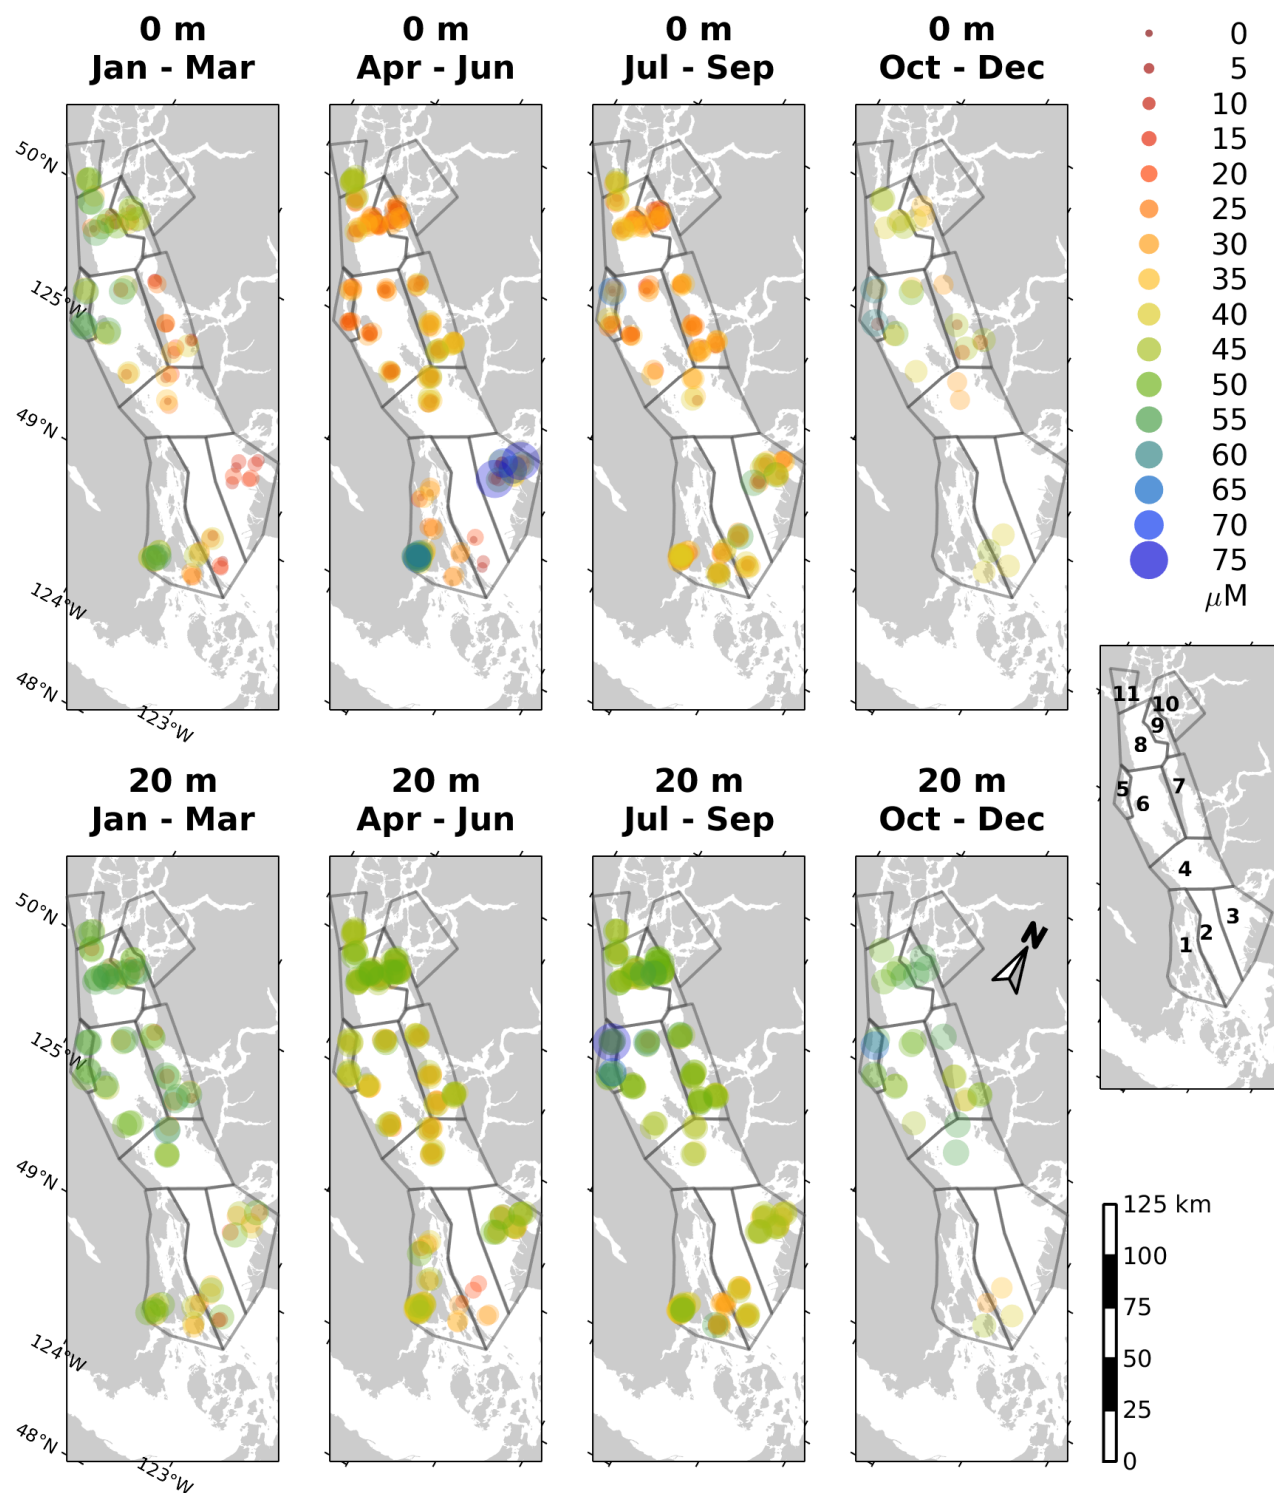 0 m
Jan - Mar
0 m
Apr - Jun
0 m
Jul - Sep
0 m
Oct - Dec
50°N
125°W
49°N
124°W
48°N
123°W
0
5
10
15
20
25
30
35
40
45
50
55
60
65
70
75
μM
11
10
9
8
7
5
6
4
3
2
1
20 m
Jan - Mar
20 m
Apr - Jun
20 m
Jul - Sep
20 m
Oct - Dec
50°N
125°W
49°N
124°W
48°N
123°W
N
125 km
100
75
50
25
0